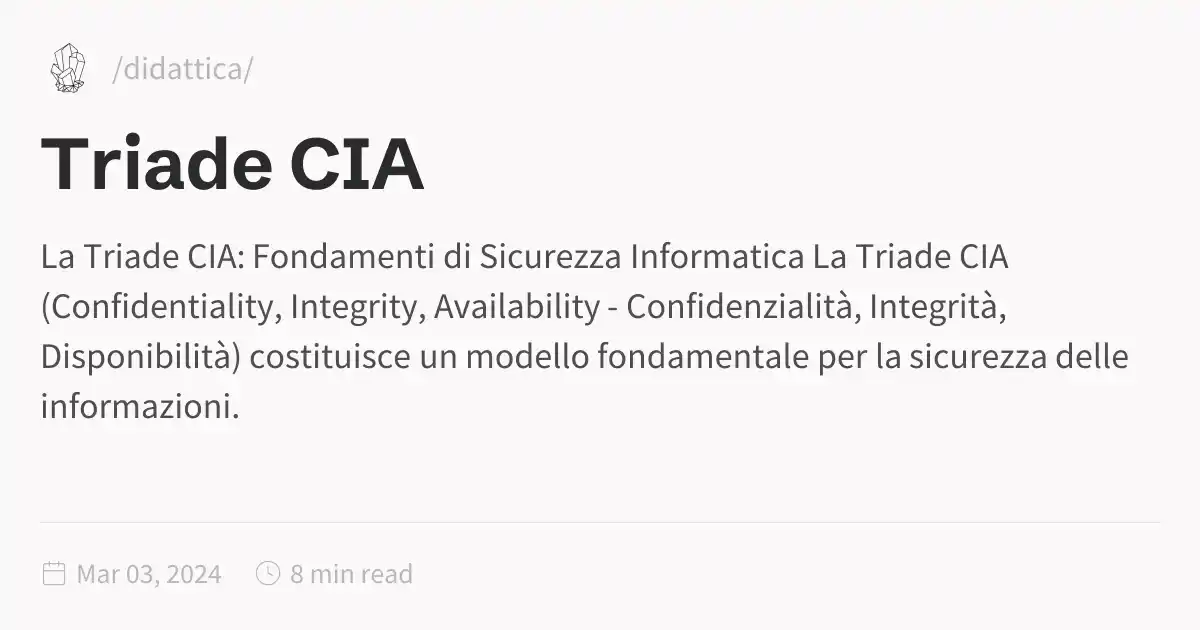 /didattica/
Triade CIA
La Triade CIA: Fondamenti di Sicurezza Informatica La Triade CIA
(Confidentiality, Integrity, Availability - Confidenzialità, Integrità,
Disponibilità) costituisce un modello fondamentale per la sicurezza delle
informazioni.
Mar 03, 2024 8 min read